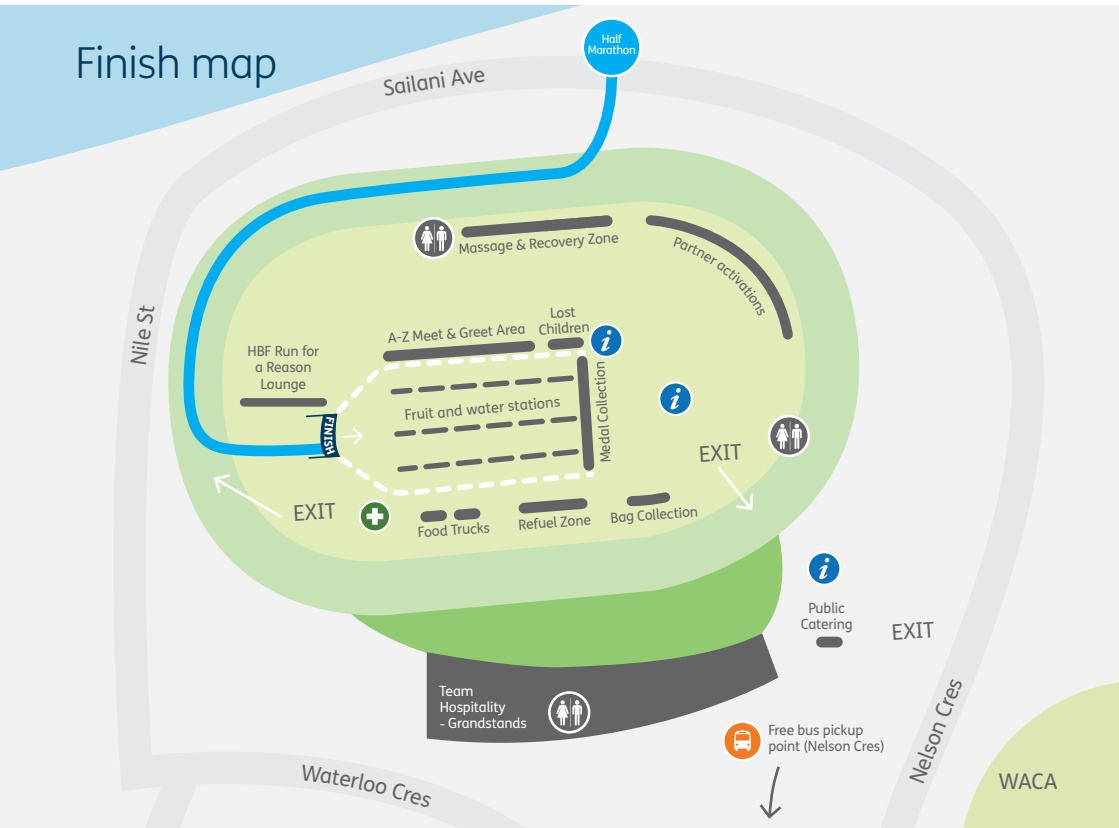 Finish map
Half
Marathon
Sailani Ave
Nile St
Massage & Recovery Zone
Partner activations
A-Z Meet & Greet Area
Lost
Children
i
HBF Run for
a Reason
Lounge
FINISH
Fruit and water stations
Medal Collection
i
EXIT
EXIT
Food Trucks
Refuel Zone
Bag Collection
i
Public
Catering
EXIT
Team
Hospitality
- Grandstands
Free bus pickup
point (Nelson Cres)
Nelson Cres
Waterloo Cres
WACA